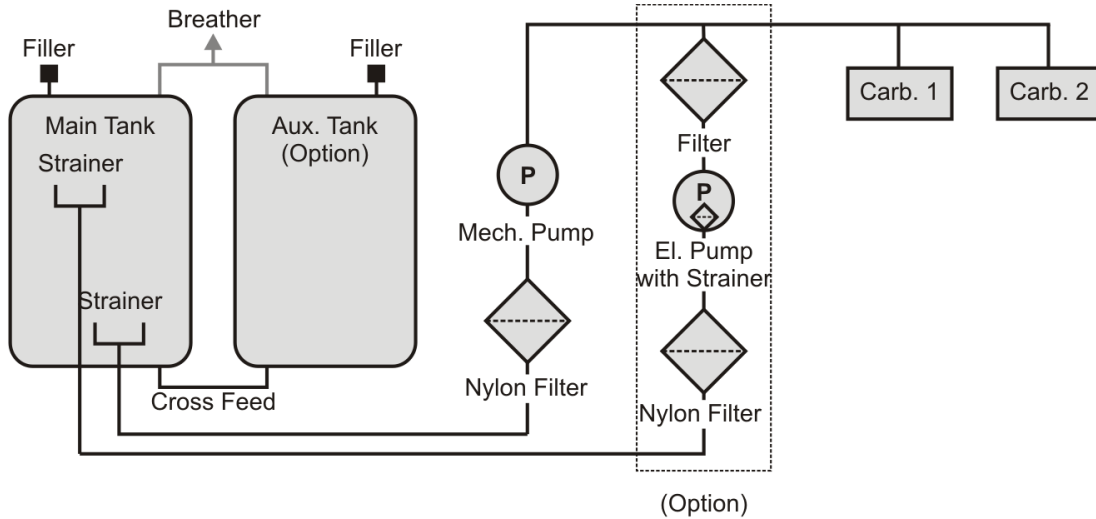 Breather
Filler
Filler
Main Tank
Strainer
Aux. Tank
(Option)
Strainer
Cross Feed
P
Mech. Pump
Nylon Filter
Filter
P
El. Pump
with Strainer
Nylon Filter
(Option)
Carb. 1
Carb. 2